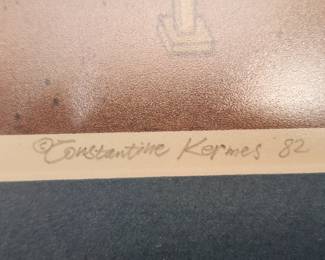 ©Constantine Kermes '82